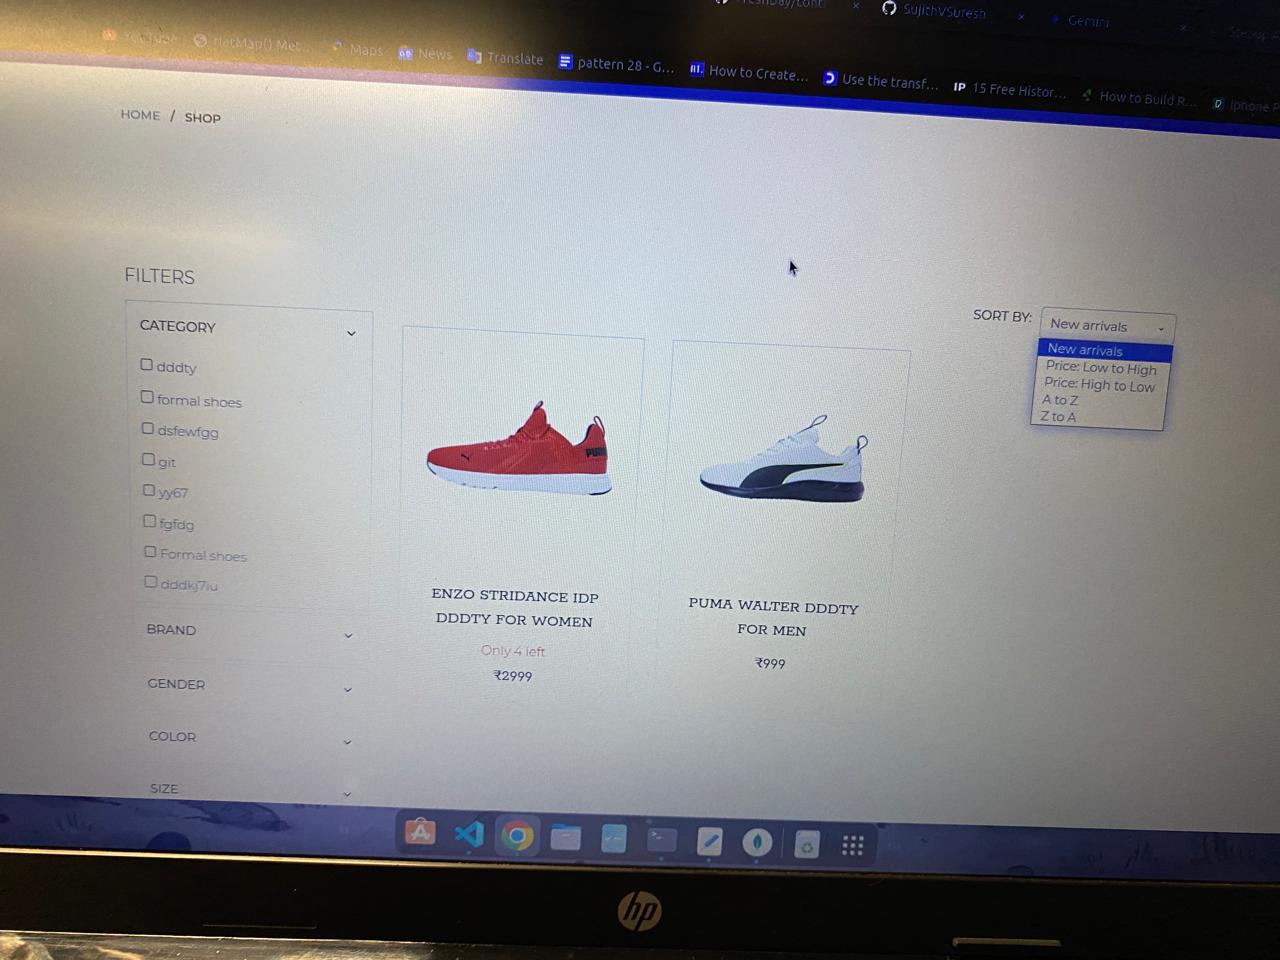 SujithVSuresh
Gemini
flatMap() Met...
Maps
News
Translate
pattern 28 - G...
How to Create...
Use the transf...
IP 15 Free Histor...
How to Build R...
HOME / SHOP
FILTERS
CATEGORY
dddty
formal shoes
dsfewfgg
git
yy67
fgfdg
Formal shoes
dddkj7iu
BRAND
GENDER
COLOR
SIZE
ENZO STRIDANCE IDP
DDDTY FOR WOMEN
Only 4 left
₹2999
PUMA WALTER DDDTY
FOR MEN
₹999
SORT BY:
New arrivals
New arrivals
Price: Low to High
Price: High to Low
A to Z
Z to A
hp